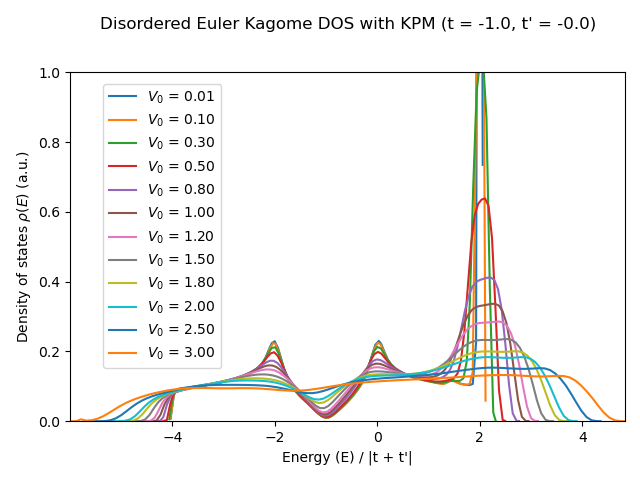 Disordered Euler Kagome DOS with KPM (t = -1.0, t' = -0.0)
1.0
0.8
0.6
0.4
0.2
0.0
Density of states ρ(E) (a.u.)
V₀ = 0.01
V₀ = 0.10
V₀ = 0.30
V₀ = 0.50
V₀ = 0.80
V₀ = 1.00
V₀ = 1.20
V₀ = 1.50
V₀ = 1.80
V₀ = 2.00
V₀ = 2.50
V₀ = 3.00
−4 −2 0 2 4
Energy (E) / |t + t'|